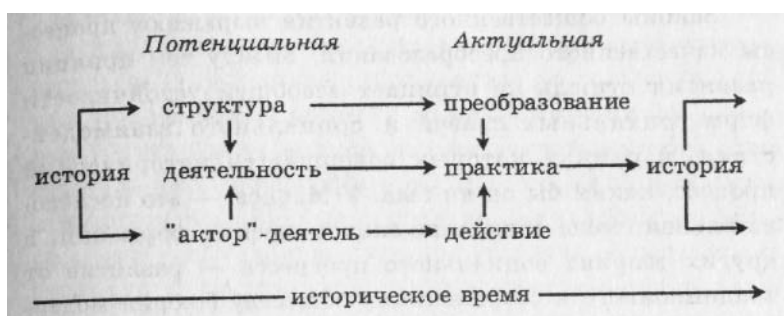 Потенциальная Актуальная
структура преобразование
история деятельность практика история
"актор"-деятель действие
историческое время